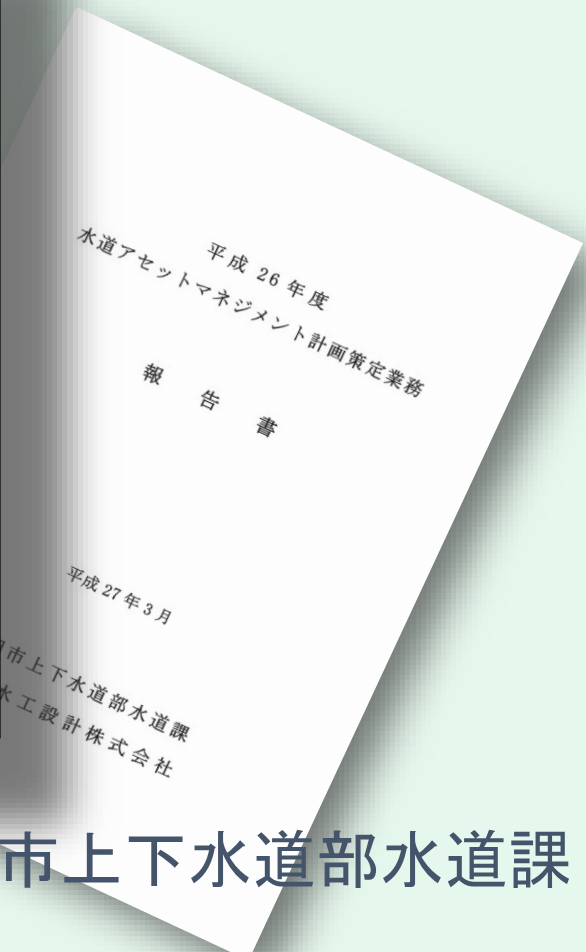 平成 26 年度
水道アセットマネジメント計画策定業務
報 告 書
平成 27 年 3 月
市上下水道部水道課
水工設計株式会社
市上下水道部水道課